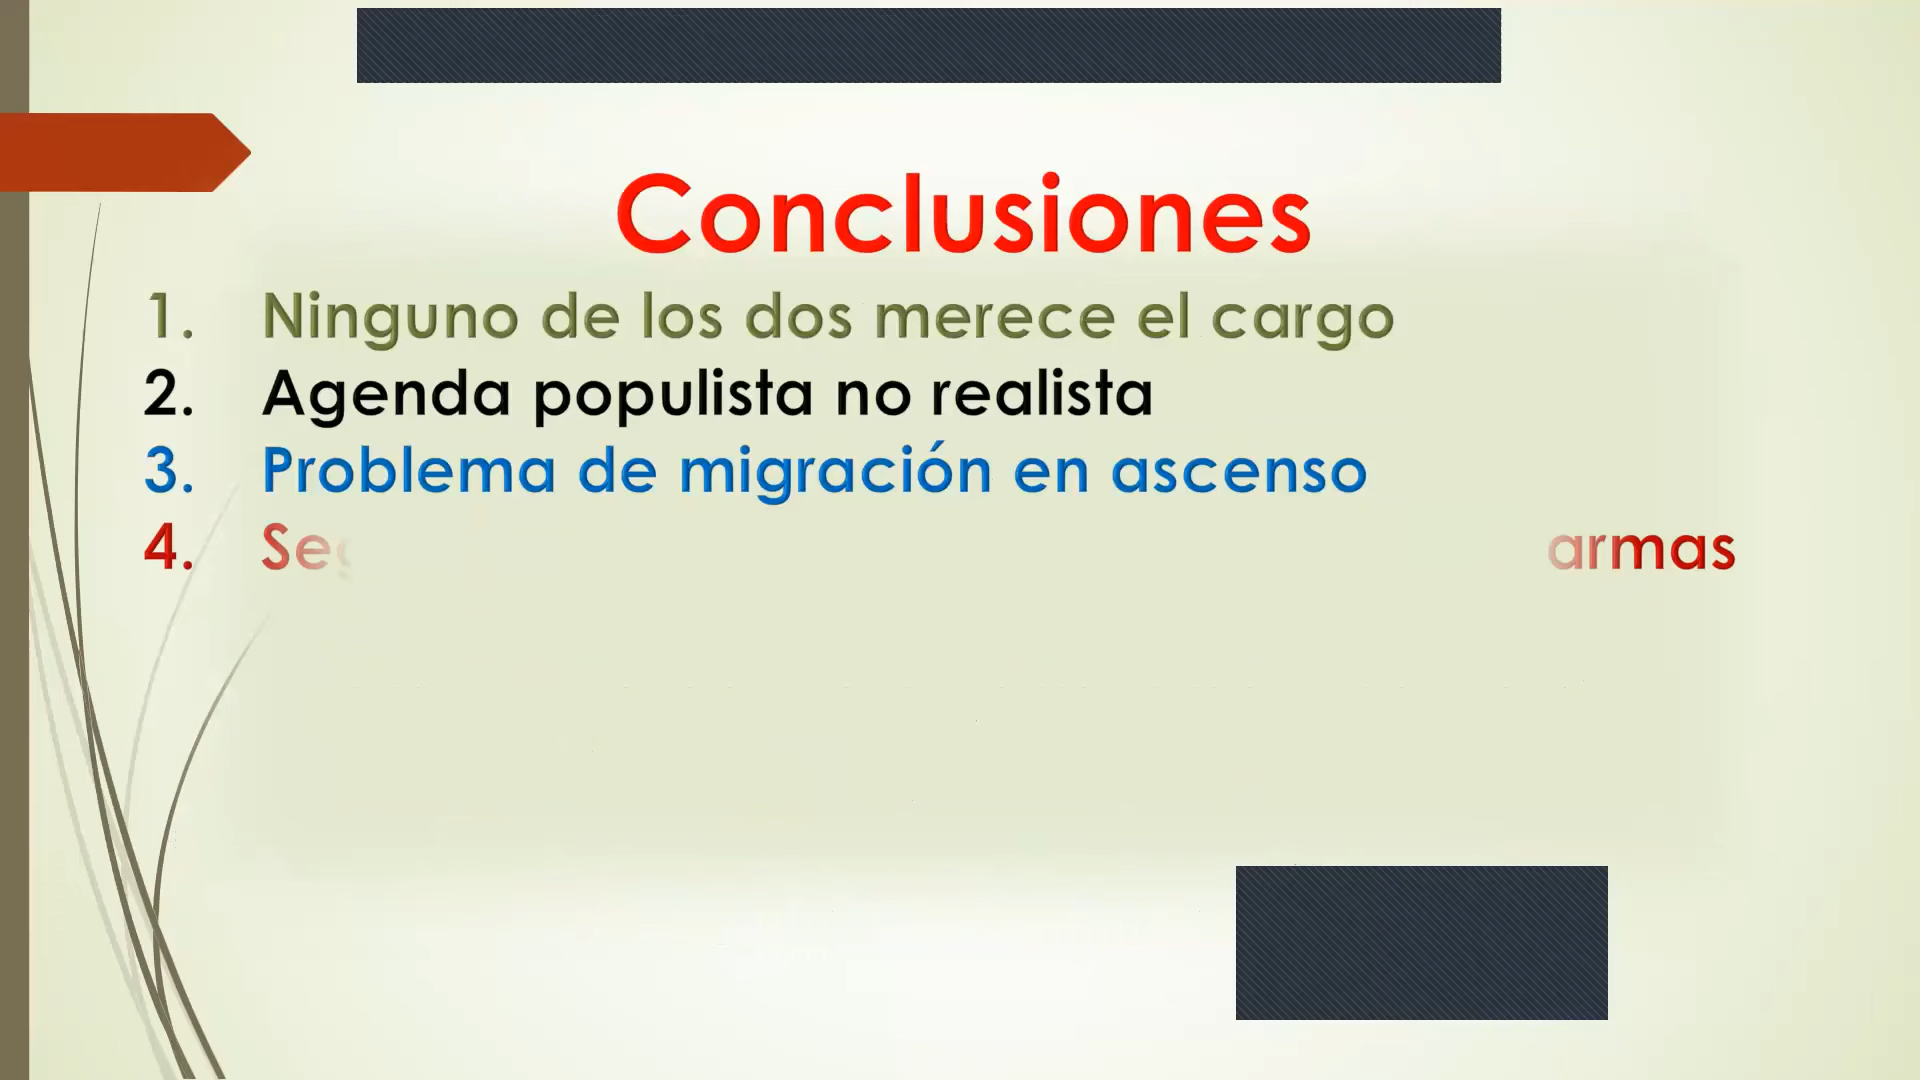 Conclusiones
1. Ninguno de los dos merece el cargo
2. Agenda populista no realista
3. Problema de migración en ascenso
4. armas